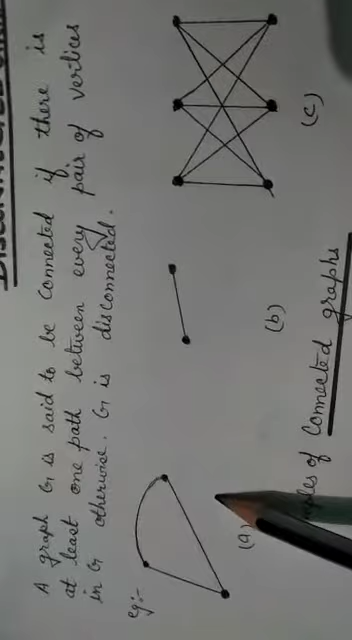 A graph G is said to be connected if there is
at least one path between every pair of vertices
in G otherwise. G is disconnected.
eg:-
(a)
(b)
(c)
of Connected graphs